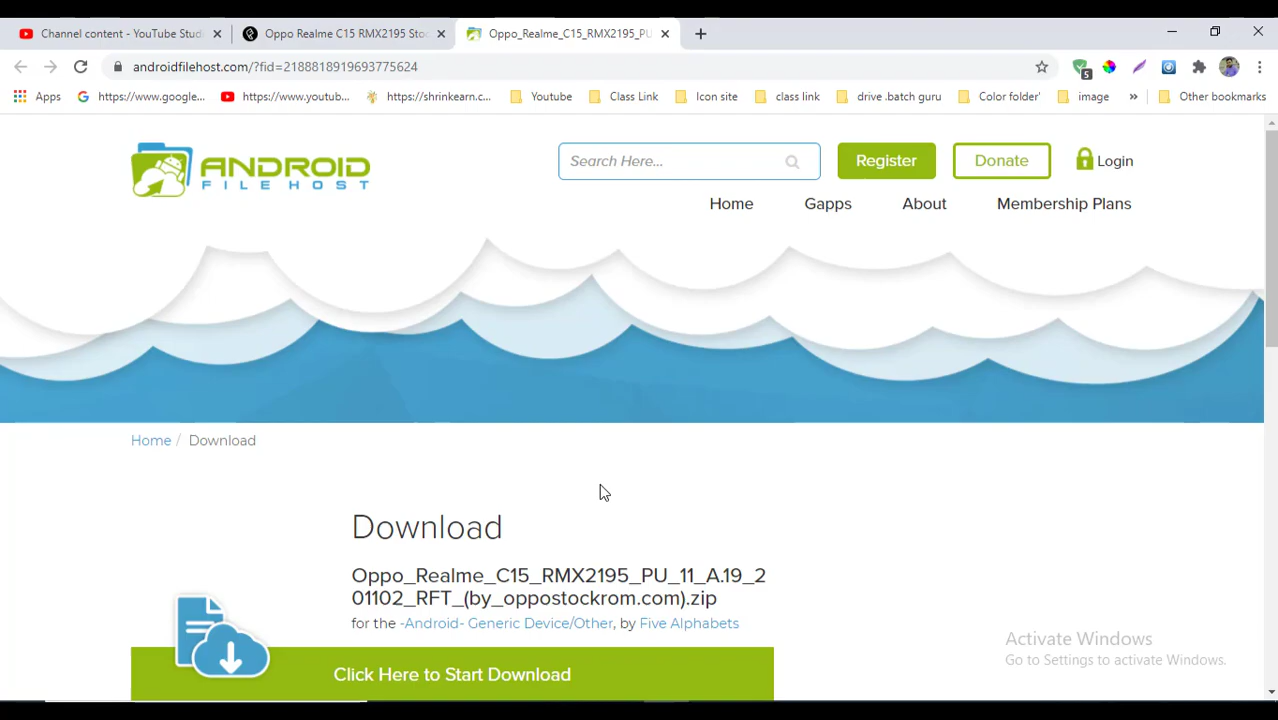 Channel content - YouTube Stud
Oppo Realme C15 RMX2195 Stoc
Oppo_Realme_C15_RMX2195_PU
androidfilehost.com/?fid=2188818919693775624
5
Apps
https://www.google...
https://www.youtub...
https://shrinkearn.c...
Youtube
Class Link
Icon site
class link
drive .batch guru
Color folder'
image
»
Other bookmarks
ANDROID
FILE HOST
Search Here...
Register
Donate
Login
Home
Gapps
About
Membership Plans
Home / Download
Download
Oppo_Realme_C15_RMX2195_PU_11_A.19_2
01102_RFT_(by_oppostockrom.com).zip
for the -Android- Generic Device/Other, by Five Alphabets
Click Here to Start Download
Activate Windows
Go to Settings to activate Windows.